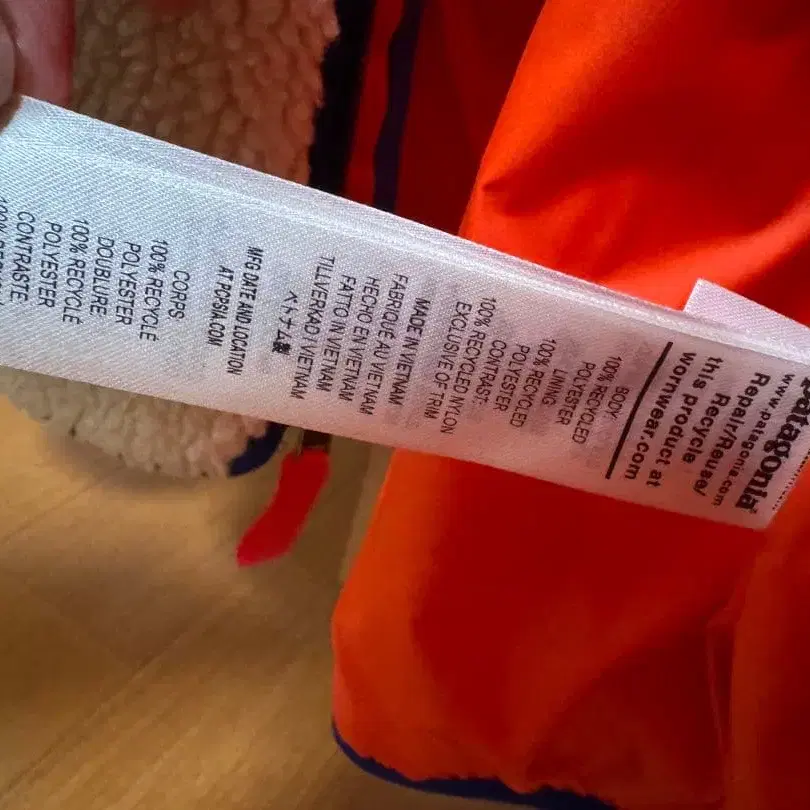 patagonia®
www.patagonia.com
Repair/Reuse/
Recycle
this product at
wornwear.com
BODY:
100% RECYCLED
POLYESTER
LINING:
100% RECYCLED
POLYESTER
CONTRAST:
100% RECYCLED NYLON
EXCLUSIVE OF TRIM
MADE IN VIETNAM
FABRIQUÉ AU VIETNAM
HECHO EN VIETNAM
FATTO IN VIETNAM
TILLVERKAD I VIETNAM
ベトナム製
MFG DATE AND LOCATION
AT PGPSIA.COM
CORPS
100% RECYCLÉ
POLYESTER
DOUBLURE
100% RECYCLÉ
POLYESTER
CONTRASTE